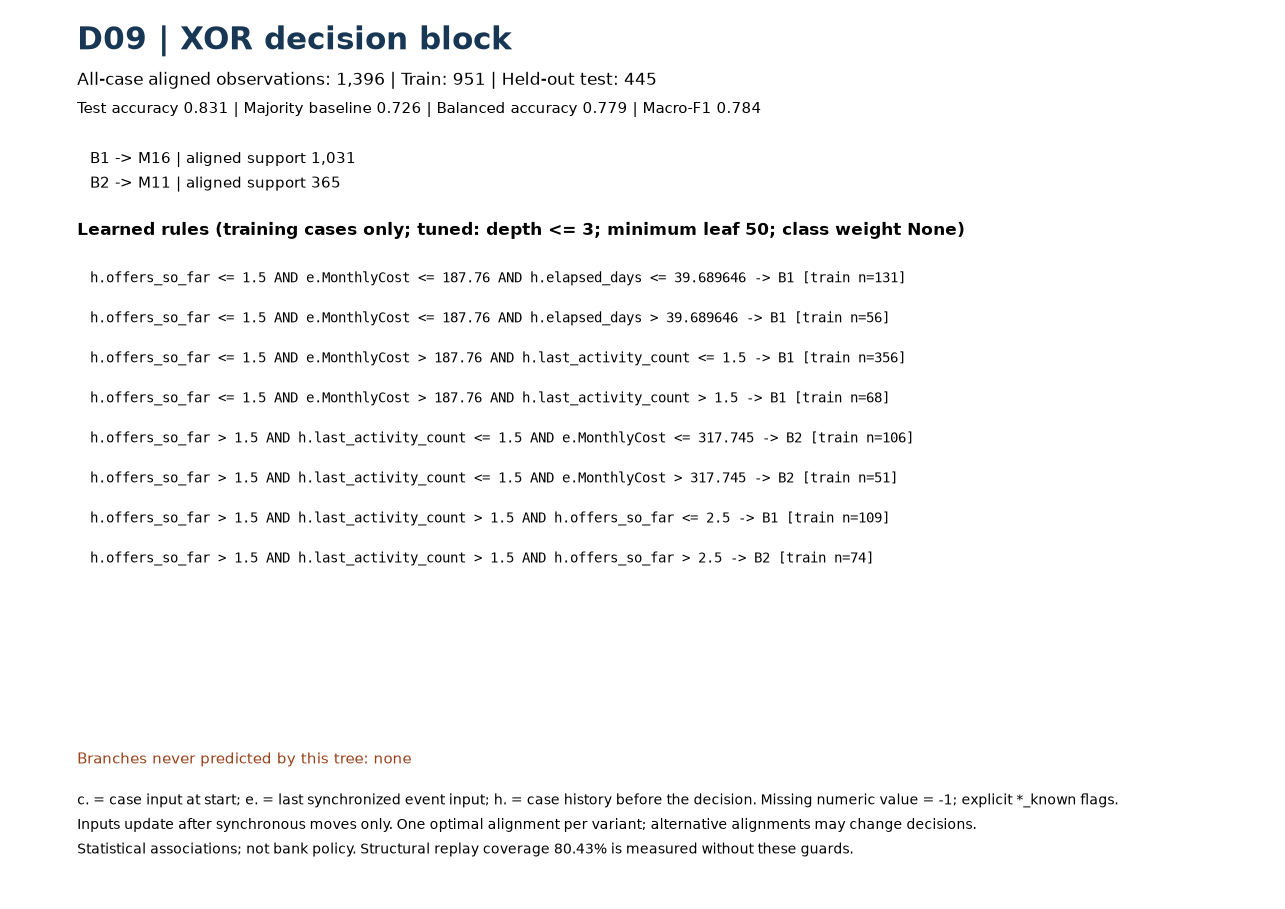 D09 | XOR decision block
All-case aligned observations: 1,396 | Train: 951 | Held-out test: 445
Test accuracy 0.831 | Majority baseline 0.726 | Balanced accuracy 0.779 | Macro-F1 0.784
B1 -> M16 | aligned support 1,031
B2 -> M11 | aligned support 365
Learned rules (training cases only; tuned: depth <= 3; minimum leaf 50; class weight None)
h.offers_so_far <= 1.5 AND e.MonthlyCost <= 187.76 AND h.elapsed_days <= 39.689646 -> B1 [train n=131]
h.offers_so_far <= 1.5 AND e.MonthlyCost <= 187.76 AND h.elapsed_days > 39.689646 -> B1 [train n=56]
h.offers_so_far <= 1.5 AND e.MonthlyCost > 187.76 AND h.last_activity_count <= 1.5 -> B1 [train n=356]
h.offers_so_far <= 1.5 AND e.MonthlyCost > 187.76 AND h.last_activity_count > 1.5 -> B1 [train n=68]
h.offers_so_far > 1.5 AND h.last_activity_count <= 1.5 AND e.MonthlyCost <= 317.745 -> B2 [train n=106]
h.offers_so_far > 1.5 AND h.last_activity_count <= 1.5 AND e.MonthlyCost > 317.745 -> B2 [train n=51]
h.offers_so_far > 1.5 AND h.last_activity_count > 1.5 AND h.offers_so_far <= 2.5 -> B1 [train n=109]
h.offers_so_far > 1.5 AND h.last_activity_count > 1.5 AND h.offers_so_far > 2.5 -> B2 [train n=74]
Branches never predicted by this tree: none
c. = case input at start; e. = last synchronized event input; h. = case history before the decision. Missing numeric value = -1; explicit *_known flags.
Inputs update after synchronous moves only. One optimal alignment per variant; alternative alignments may change decisions.
Statistical associations; not bank policy. Structural replay coverage 80.43% is measured without these guards.